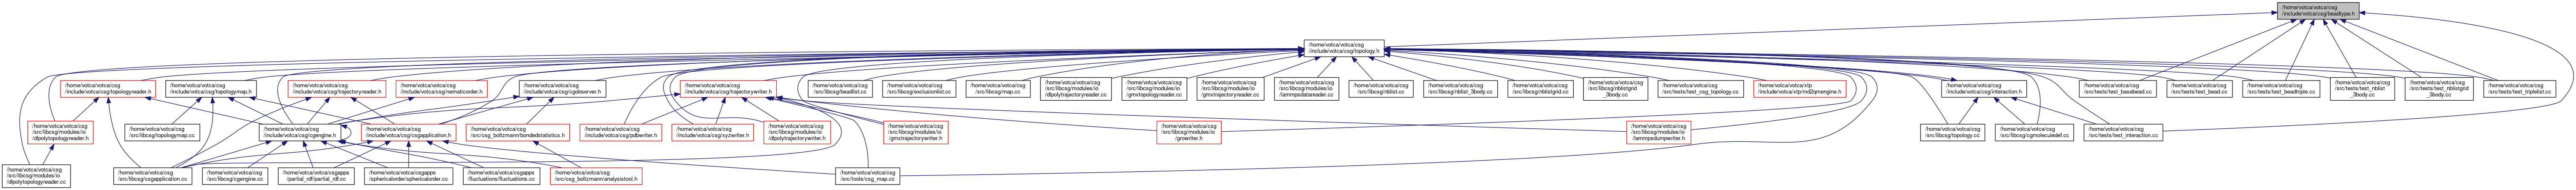 /home/votca/votca/csg
/include/votca/csg/beadtype.h
/home/votca/votca/csg
/include/votca/csg/topology.h
/home/votca/votca/csg
/include/votca/csg/topologyreader.h
/home/votca/votca/csg
/include/votca/csg/topologymap.h
/home/votca/votca/csg
/include/votca/csg/trajectoryreader.h
/home/votca/votca/csg
/include/votca/csg/nematicorder.h
/home/votca/votca/csg
/include/votca/csg/cgobserver.h
/home/votca/votca/csg
/include/votca/csg/trajectorywriter.h
/home/votca/votca/csg
/src/libcsg/beadlist.cc
/home/votca/votca/csg
/src/libcsg/exclusionlist.cc
/home/votca/votca/csg
/src/libcsg/map.cc
/home/votca/votca/csg
/src/libcsg/modules/io
/dlpolytrajectoryreader.cc
/home/votca/votca/csg
/src/libcsg/modules/io
/gmxtopologyreader.cc
/home/votca/votca/csg
/src/libcsg/modules/io
/gmxtrajectoryreader.cc
/home/votca/votca/csg
/src/libcsg/modules/io
/lammpsdatareader.cc
/home/votca/votca/csg
/src/libcsg/nblist.cc
/home/votca/votca/csg
/src/libcsg/nblist_3body.cc
/home/votca/votca/csg
/src/libcsg/nblistgrid.cc
/home/votca/votca/csg
/src/libcsg/nblistgrid
_3body.cc
/home/votca/votca/csg
/src/tests/test_csg_topology.cc
/home/votca/votca/xtp
/include/votca/xtp/md2qmengine.h
/home/votca/votca/csg
/include/votca/csg/interaction.h
/home/votca/votca/csg
/src/tests/test_basebead.cc
/home/votca/votca/csg
/src/tests/test_bead.cc
/home/votca/votca/csg
/src/tests/test_beadtriple.cc
/home/votca/votca/csg
/src/tests/test_nblist
_3body.cc
/home/votca/votca/csg
/src/tests/test_nblistgrid
_3body.cc
/home/votca/votca/csg
/src/tests/test_triplelist.cc
/home/votca/votca/csg
/src/libcsg/modules/io
/dlpolytopologyreader.h
/home/votca/votca/csg
/src/libcsg/topologymap.cc
/home/votca/votca/csg
/include/votca/csg/cgengine.h
/home/votca/votca/csg
/include/votca/csg/csgapplication.h
/home/votca/votca/csg
/src/csg_boltzmann/bondedstatistics.h
/home/votca/votca/csg
/include/votca/csg/pdbwriter.h
/home/votca/votca/csg
/include/votca/csg/xyzwriter.h
/home/votca/votca/csg
/src/libcsg/modules/io
/dlpolytrajectorywriter.h
/home/votca/votca/csg
/src/libcsg/modules/io
/gmxtrajectorywriter.h
/home/votca/votca/csg
/src/libcsg/modules/io
/growriter.h
/home/votca/votca/csg
/src/libcsg/modules/io
/lammpsdumpwriter.h
/home/votca/votca/csg
/src/libcsg/topology.cc
/home/votca/votca/csg
/src/libcsg/cgmoleculedef.cc
/home/votca/votca/csg
/src/tests/test_interaction.cc
/home/votca/votca/csg
/src/libcsg/modules/io
/dlpolytopologyreader.cc
/home/votca/votca/csg
/src/libcsg/csgapplication.cc
/home/votca/votca/csg
/src/libcsg/cgengine.cc
/home/votca/votca/csgapps
/partial_rdf/partial_rdf.cc
/home/votca/votca/csgapps
/sphericalorder/sphericalorder.cc
/home/votca/votca/csgapps
/fluctuations/fluctuations.cc
/home/votca/votca/csg
/src/csg_boltzmann/analysistool.h
/home/votca/votca/csg
/src/tools/csg_map.cc